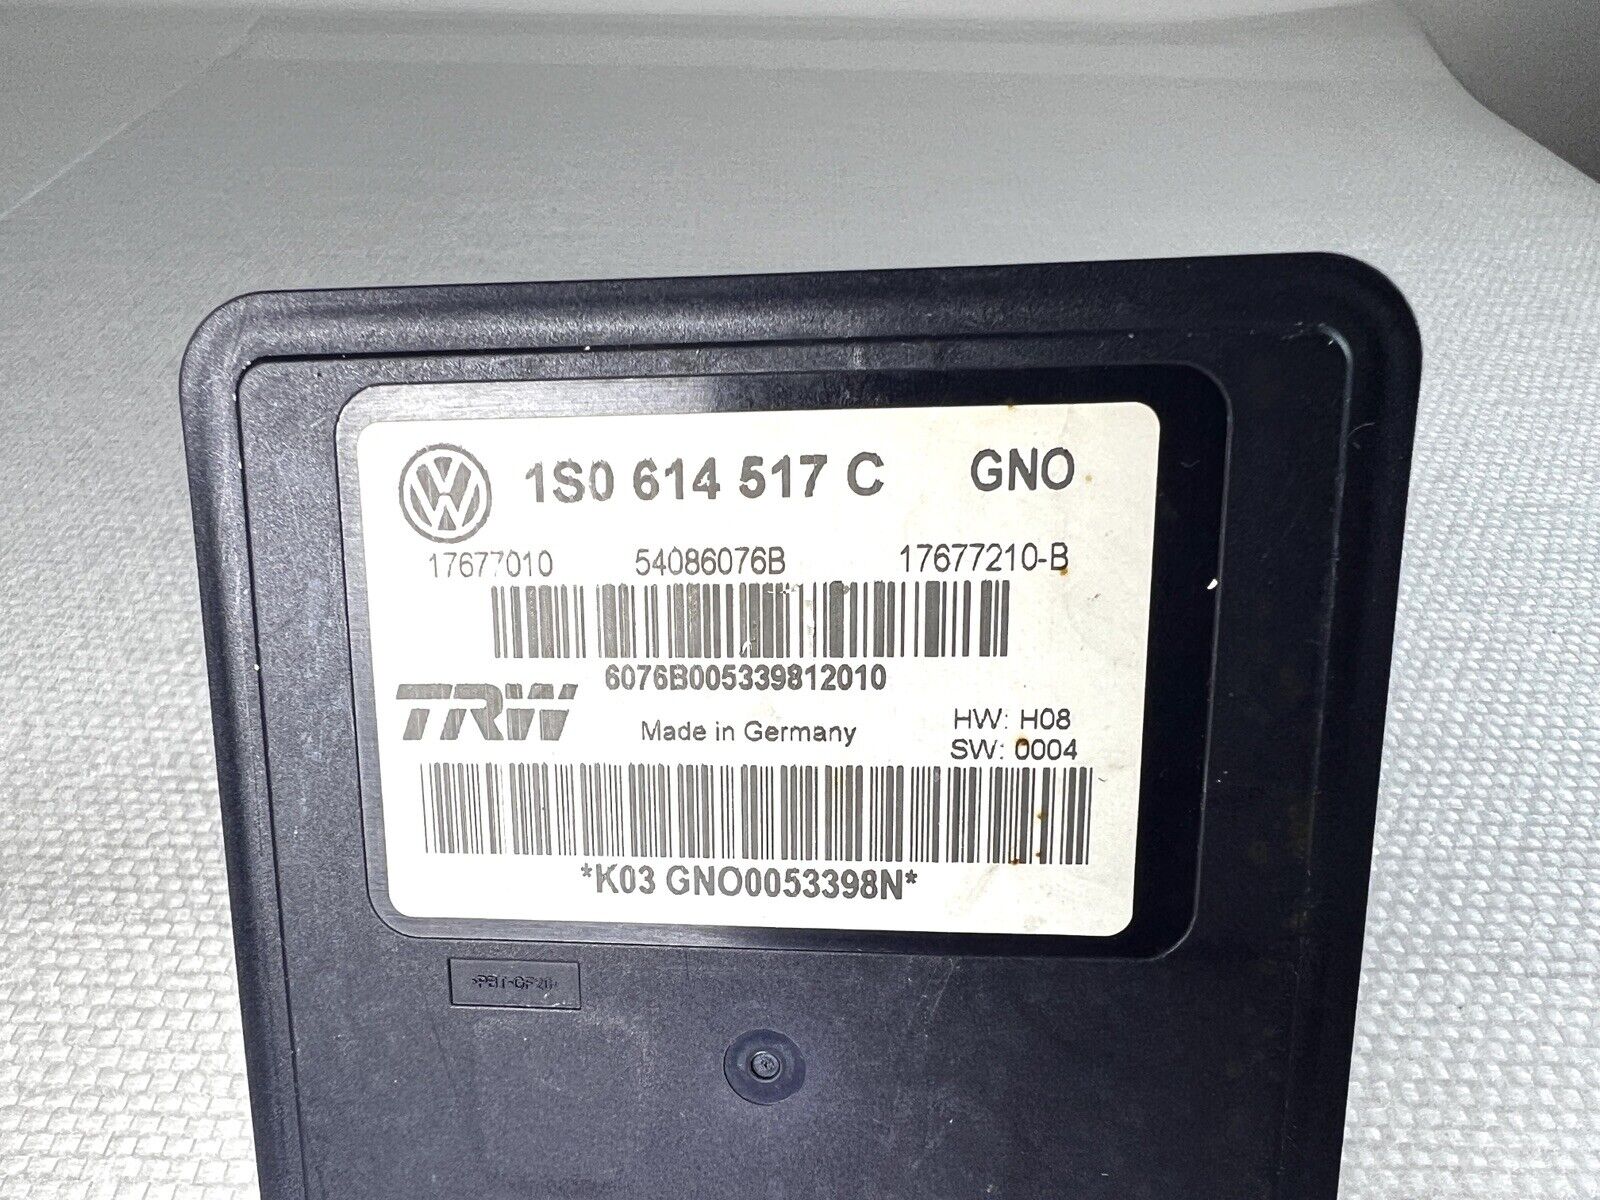 1S0 614 517 C GNO
17677010 54086076B 17677210-B
6076B005339812010
TRW
Made in Germany
HW: H08
SW: 0004
*K03 GNO0053398N*